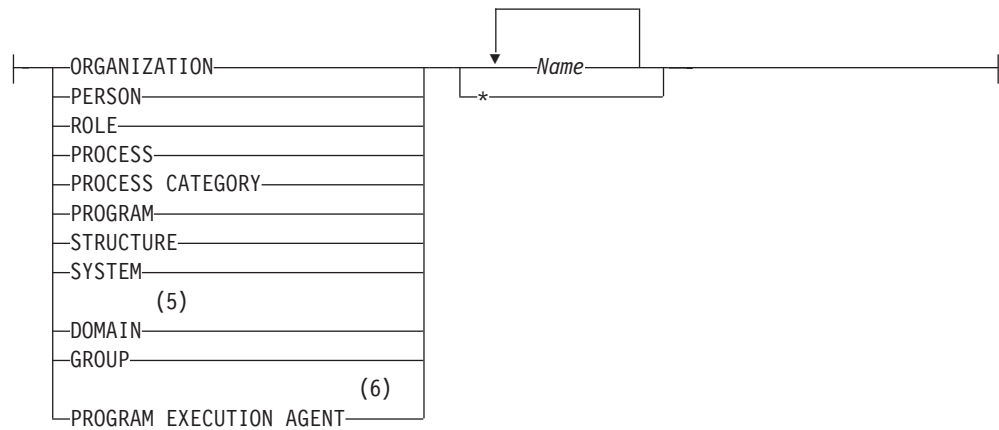 ORGANIZATION Name
PERSON *
ROLE
PROCESS
PROCESS CATEGORY
PROGRAM
STRUCTURE
SYSTEM
(5)
DOMAIN
GROUP
(6)
PROGRAM EXECUTION AGENT